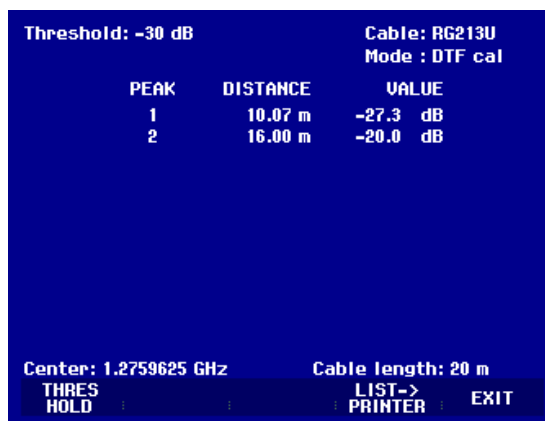 Threshold: -30 dB Cable: RG213U
Mode : DTF cal
PEAK DISTANCE VALUE
1 10.07 m -27.3 dB
2 16.00 m -20.0 dB
Center: 1.2759625 GHz Cable length: 20 m
THRES HOLD LIST-> PRINTER EXIT